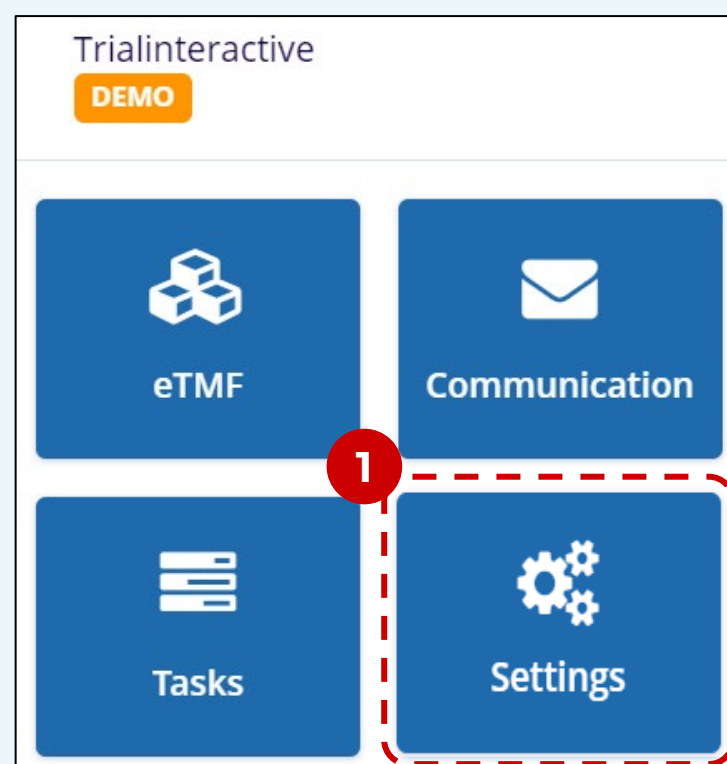 Trialinteractive
DEMO
eTMF
Communication
1
Tasks
Settings